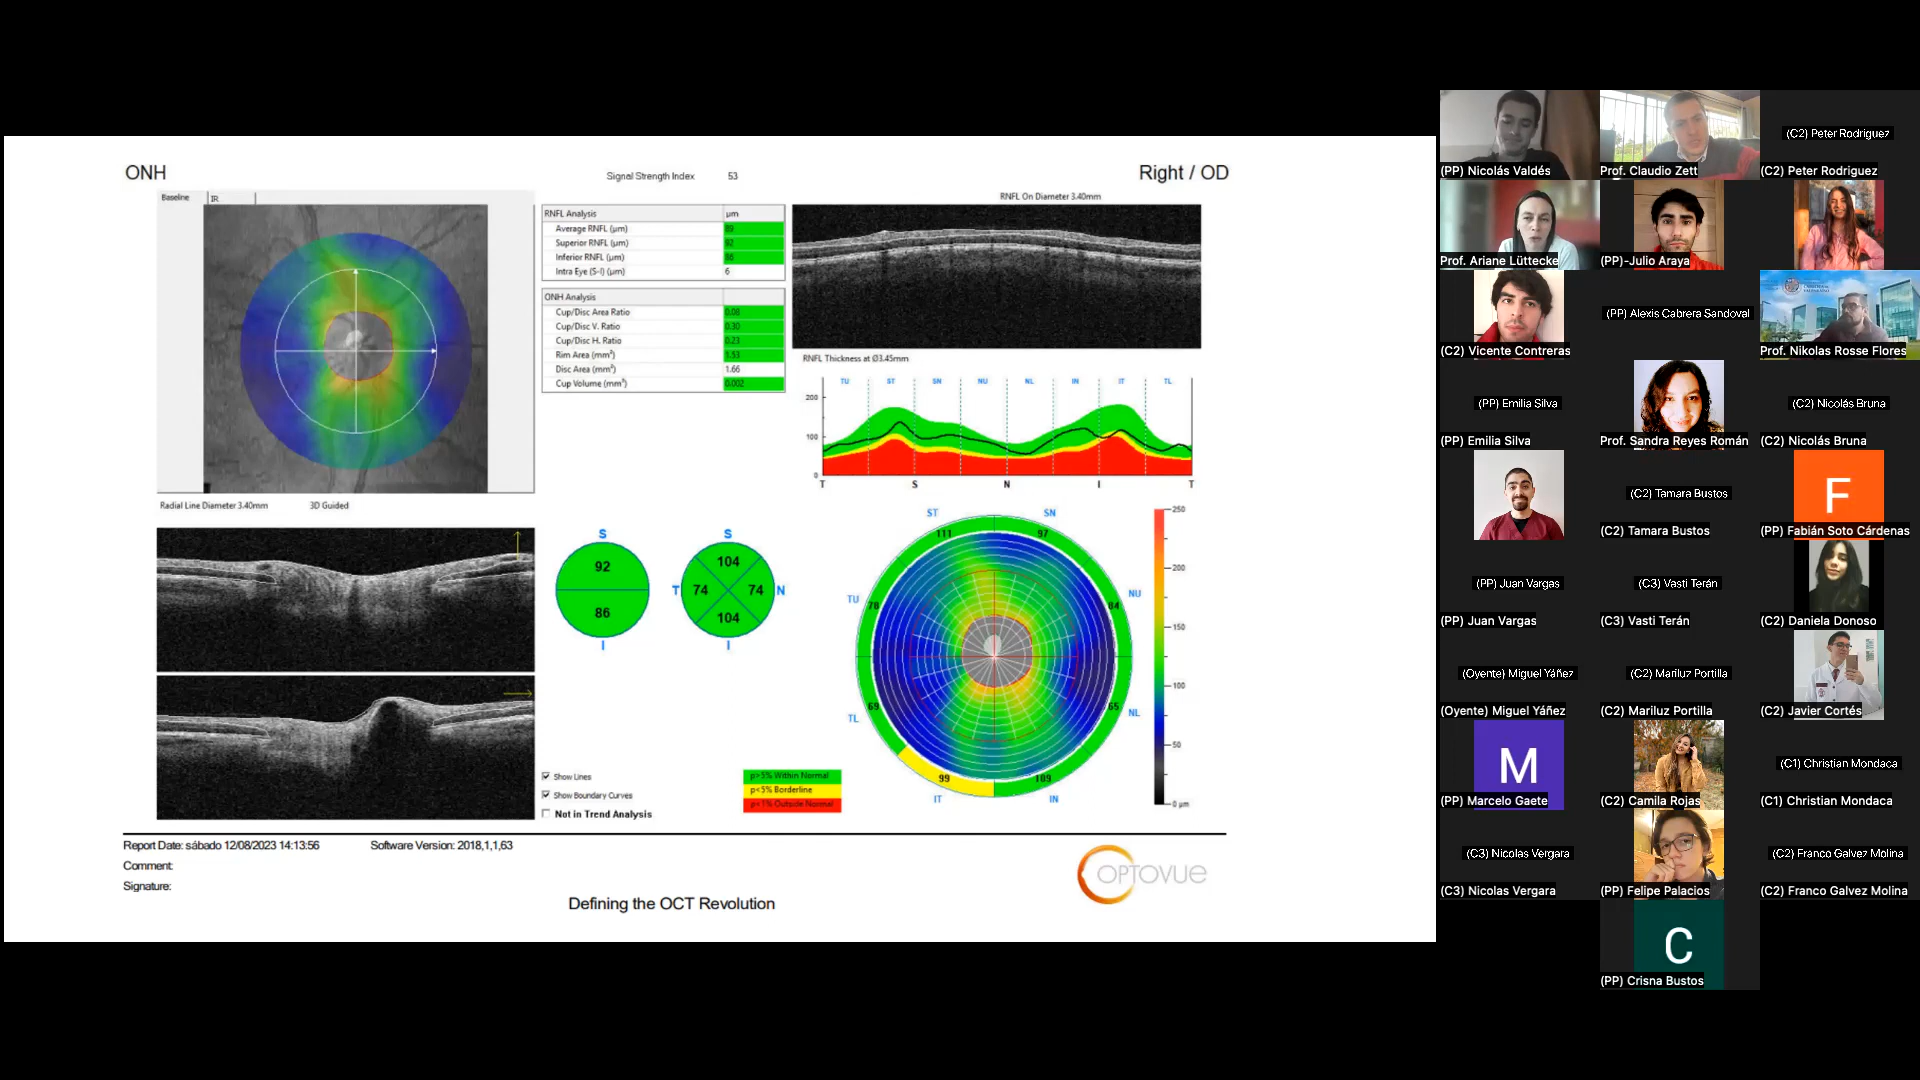 ONH
Signal Strength Index 53
Right / OD
Baseline IR
RNFL Analysis µm
Average RNFL (µm) 89
Superior RNFL (µm) 92
Inferior RNFL (µm) 86
Intra Eye (S-I) (µm) 6
ONH Analysis
Cup/Disc Area Ratio 0.08
Cup/Disc V. Ratio 0.30
Cup/Disc H. Ratio 0.23
Rim Area (mm²) 1.53
Disc Area (mm²) 1.66
Cup Volume (mm³) 0.002
RNFL On Diameter 3.40mm
RNFL Thickness at Ø3.45mm
TU ST SN NU NL IN IT TL
200
100
0
T S N I T
Radial Line Diameter 3.40mm 3D Guided
S
92
86
I
S
104
T 74 74 N
104
I
ST SN
111 97
TU 78 84 NU
TL 69 65 NL
99 109
IT IN
250
200
150
100
50
0 µm
Show Lines
Show Boundary Curves
Not in Trend Analysis
p>5% Within Normal
p<5% Borderline
p<1% Outside Normal
Report Date: sábado 12/08/2023 14:13:56 Software Version: 2018,1,1,63
Comment:
Signature:
OPTOVUE
Defining the OCT Revolution
(PP) Nicolás Valdés
Prof. Claudio Zett
(C2) Peter Rodriguez
(C2) Peter Rodriguez
Prof. Ariane Lüttecke
(PP)-Julio Araya
(C2) Vicente Contreras
(PP) Alexis Cabrera Sandoval
Prof. Nikolas Rosse Flores
(PP) Emilia Silva
(PP) Emilia Silva
Prof. Sandra Reyes Román
(C2) Nicolás Bruna
(C2) Nicolás Bruna
(C2) Tamara Bustos
(C2) Tamara Bustos
F
(PP) Fabián Soto Cárdenas
(PP) Juan Vargas
(PP) Juan Vargas
(C3) Vasti Terán
(C3) Vasti Terán
(C2) Daniela Donoso
(Oyente) Miguel Yáñez
(Oyente) Miguel Yáñez
(C2) Mariluz Portilla
(C2) Mariluz Portilla
(C2) Javier Cortés
M
(PP) Marcelo Gaete
(C2) Camila Rojas
(C1) Christian Mondaca
(C1) Christian Mondaca
(C3) Nicolas Vergara
(C3) Nicolas Vergara
(PP) Felipe Palacios
(C2) Franco Galvez Molina
(C2) Franco Galvez Molina
C
(PP) Crisna Bustos